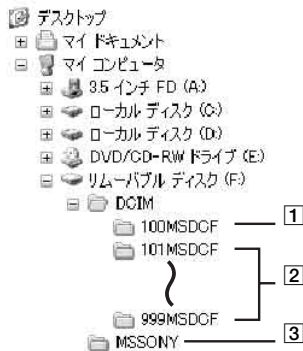 デスクトップ
マイ ドキュメント
マイ コンピュータ
3.5 インチ FD (A:)
ローカル ディスク (C:)
ローカル ディスク (D:)
DVD/CD-RW ドライブ (E:)
リムーバブル ディスク (F:)
DCIM
100MSDCF 1
101MSDCF
2
999MSDCF
MSSONY 3